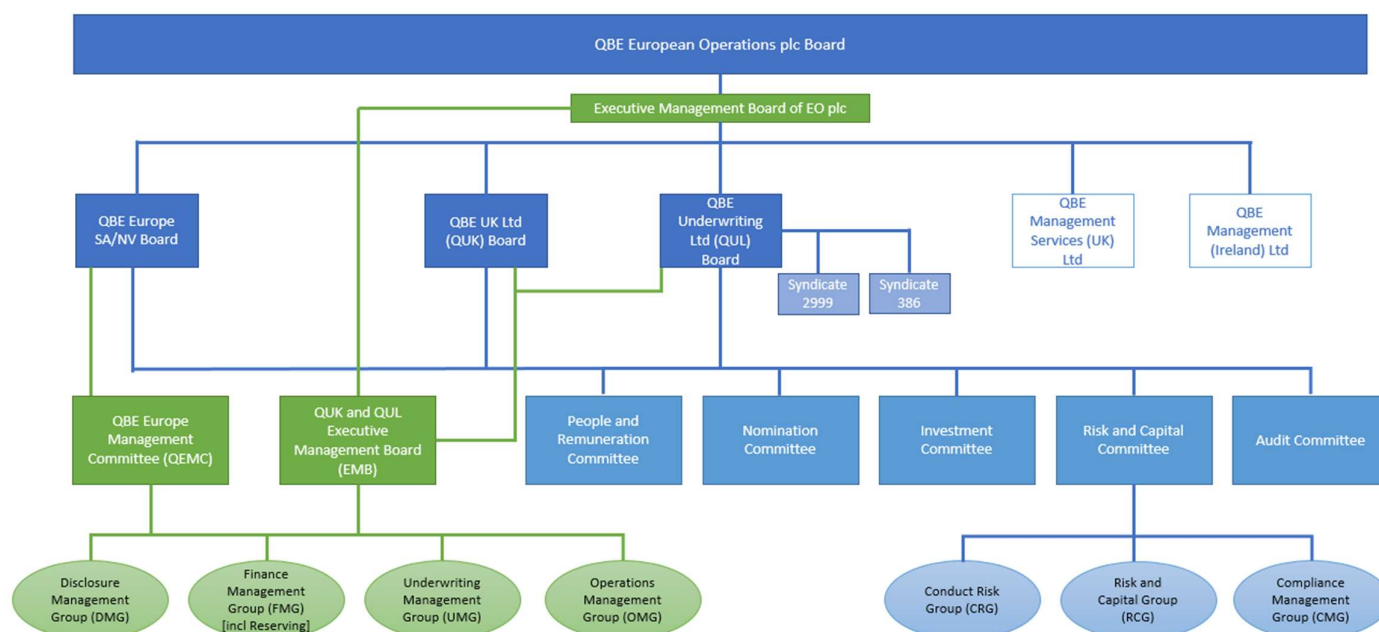 QBE European Operations plc Board
Executive Management Board of EO plc
QBE Europe
SA/NV Board
QBE UK Ltd
(QUK) Board
QBE
Underwriting
Ltd (QUL)
Board
QBE
Management
Services (UK)
Ltd
QBE
Management
(Ireland) Ltd
Syndicate
2999
Syndicate
386
QBE Europe
Management
Committee (QEMC)
QUK and QUL
Executive
Management Board
(EMB)
People and
Remuneration
Committee
Nomination
Committee
Investment
Committee
Risk and Capital
Committee
Audit Committee
Disclosure
Management
Group (DMG)
Finance
Management
Group (FMG)
[incl Reserving]
Underwriting
Management
Group (UMG)
Operations
Management
Group (OMG)
Conduct Risk
Group (CRG)
Risk and
Capital Group
(RCG)
Compliance
Management
Group (CMG)